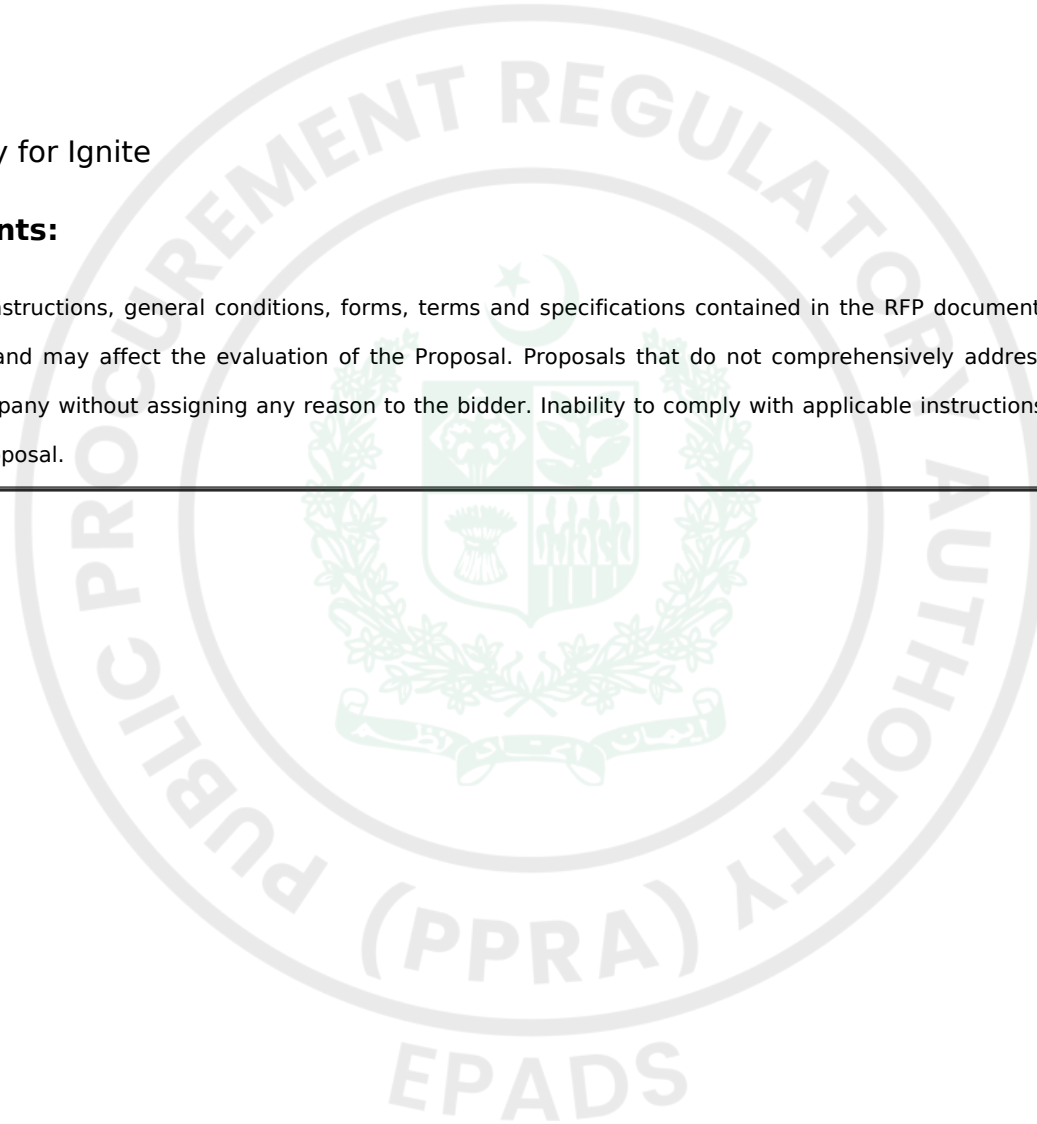 y for Ignite
nts:
nstructions, general conditions, forms, terms and specifications contained in the RFP document
and may affect the evaluation of the Proposal. Proposals that do not comprehensively addres
pany without assigning any reason to the bidder. Inability to comply with applicable instructions
posal.
PUBLIC PROCUREMENT REGULATORY AUTHORITY
(PPRA)
EPADS